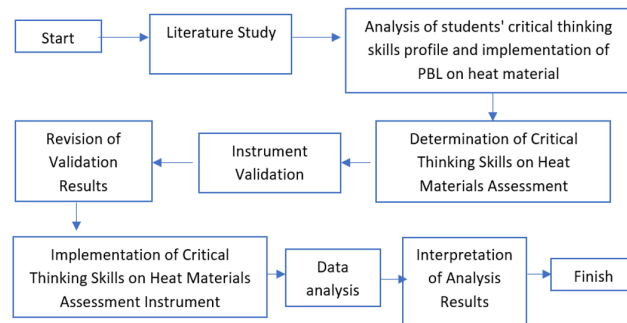 Start
Literature Study
Analysis of students' critical thinking
skills profile and implementation of
PBL on heat material
Revision of
Validation
Results
Instrument
Validation
Determination of Critical
Thinking Skills on Heat
Materials Assessment
Implementation of Critical
Thinking Skills on Heat Materials
Assessment Instrument
Data
analysis
Interpretation
of Analysis
Results
Finish